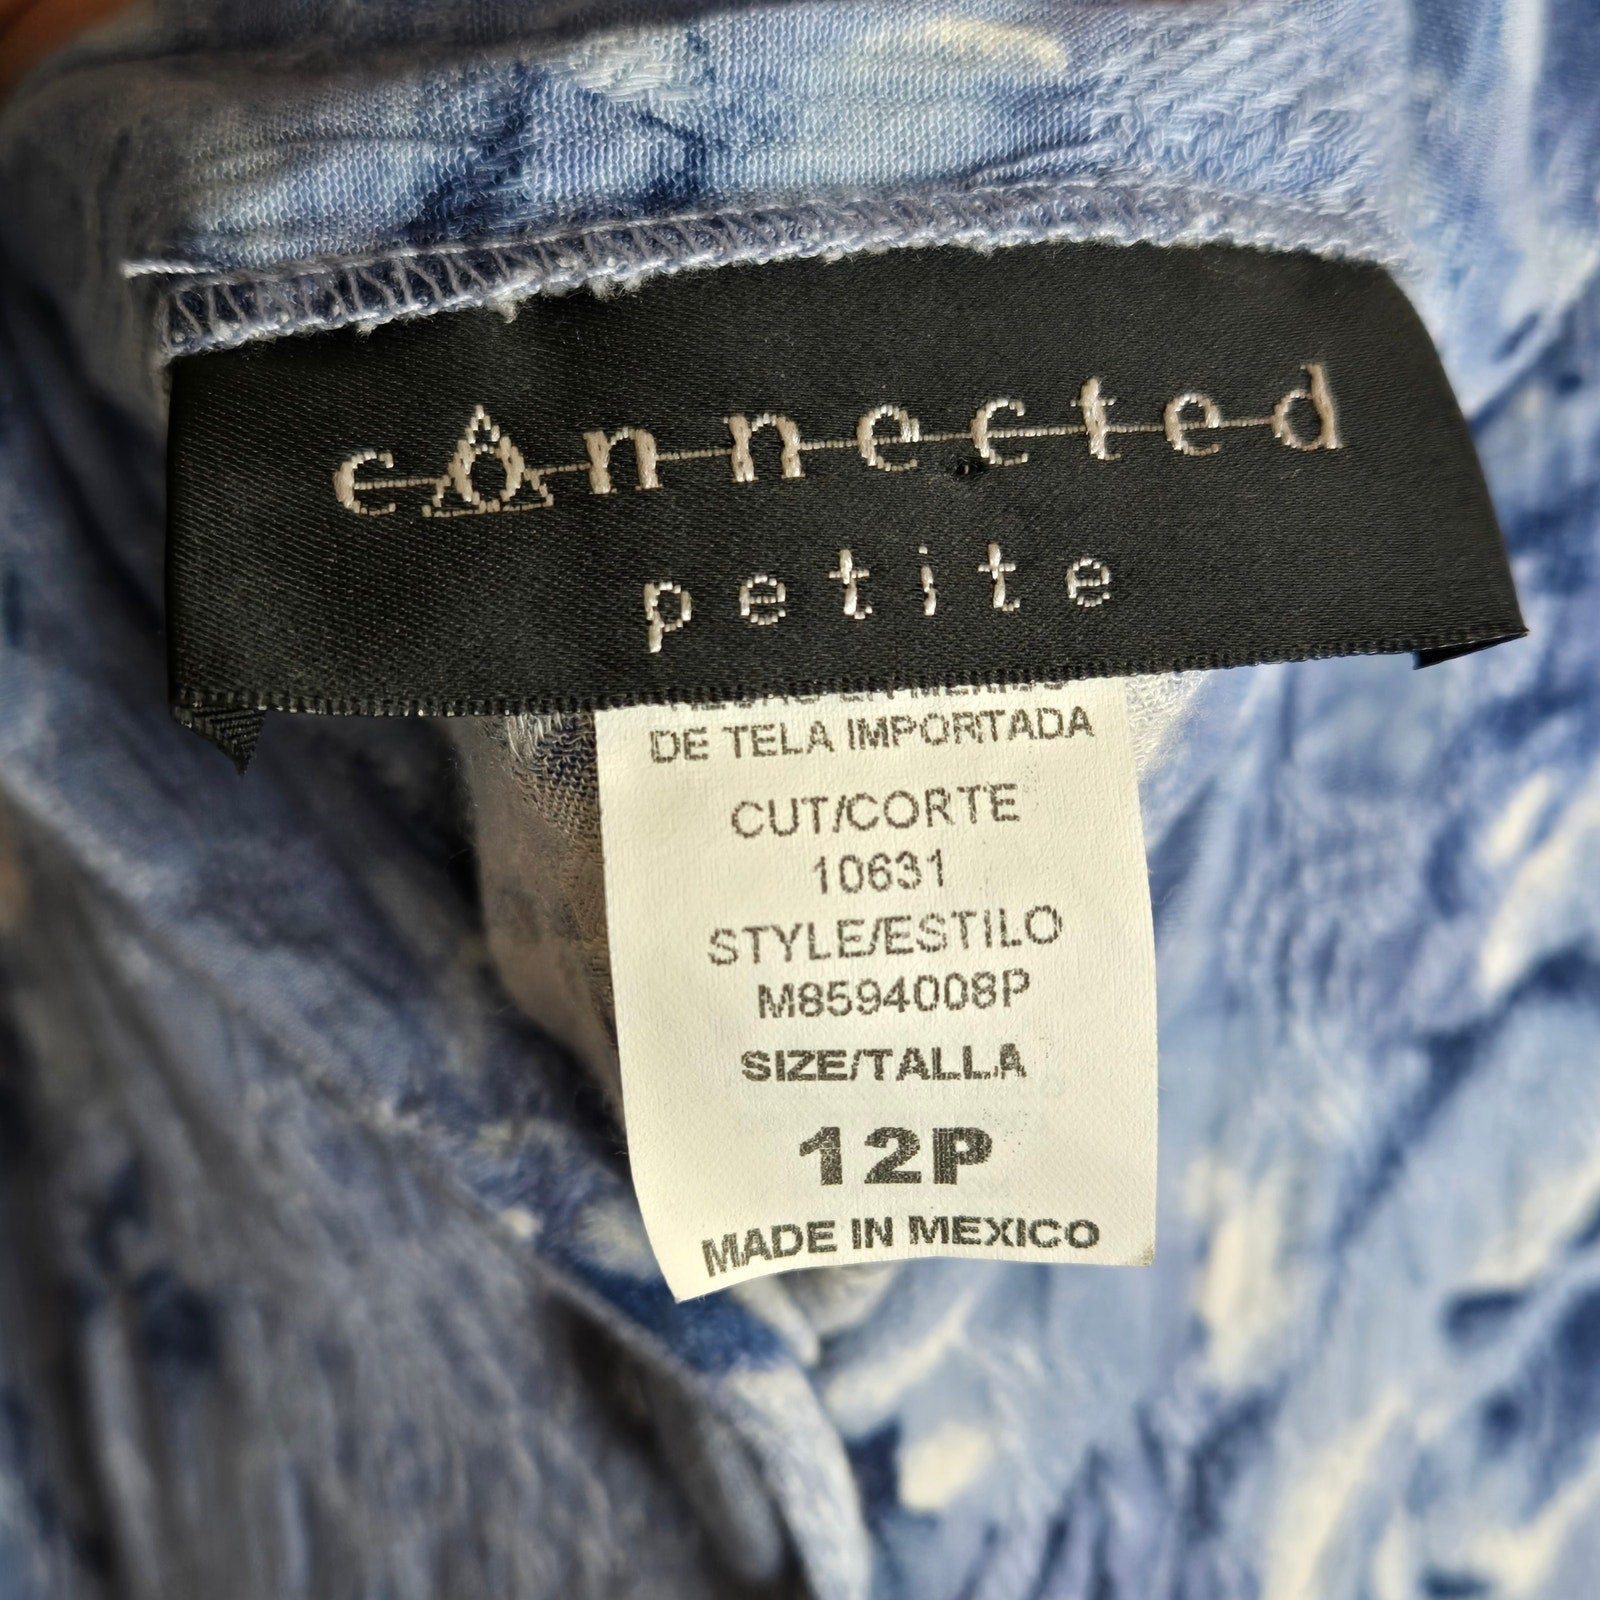 connected
petite
DE TELA IMPORTADA
CUT/CORTE
10631
STYLE/ESTILO
M8594008P
SIZE/TALLA
12P
MADE IN MEXICO